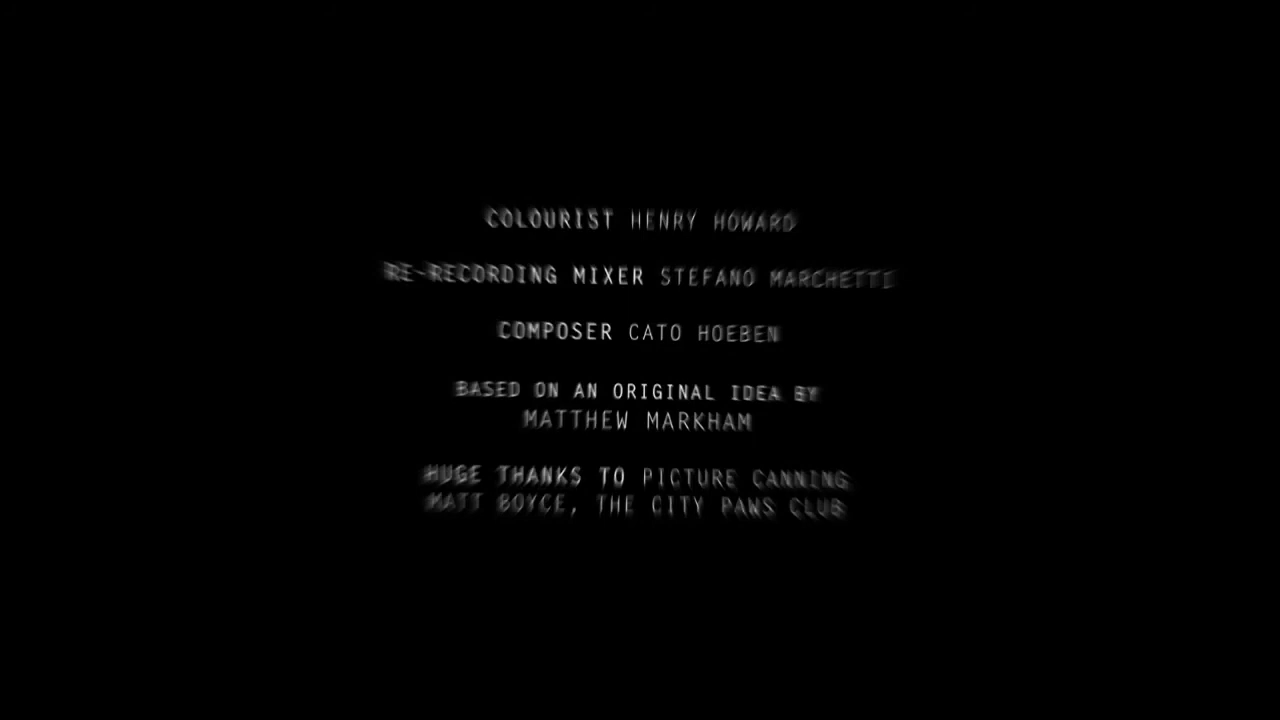 COLOURIST HENRY HOWARD
RE-RECORDING MIXER STEFANO MARCHETTI
COMPOSER CATO HOEBEN
BASED ON AN ORIGINAL IDEA BY
MATTHEW MARKHAM
HUGE THANKS TO PICTURE CANNING
MATT BOYCE, THE CITY PAWS CLUB